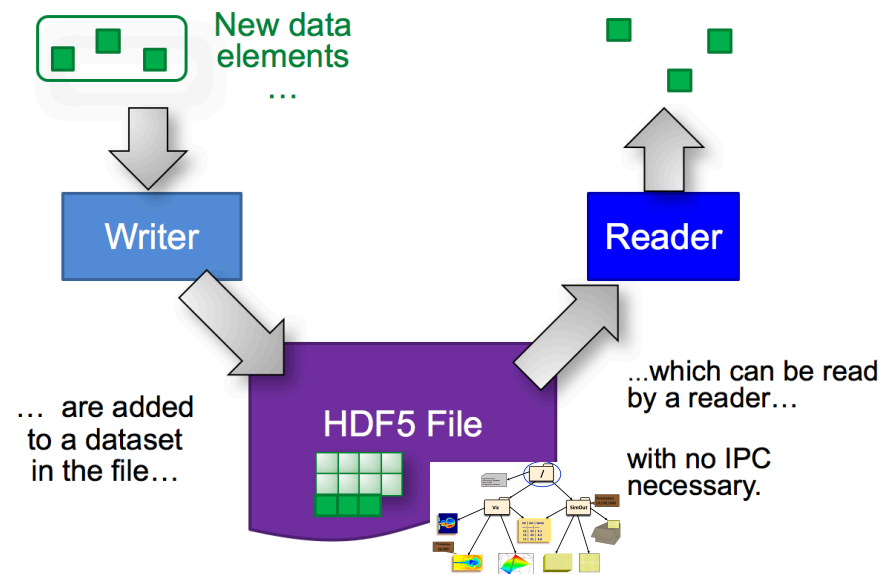 New data
elements
...
Writer
Reader
… are added
to a dataset
in the file…
HDF5 File
...which can be read
by a reader…
with no IPC
necessary.
/
Viz
SimOut